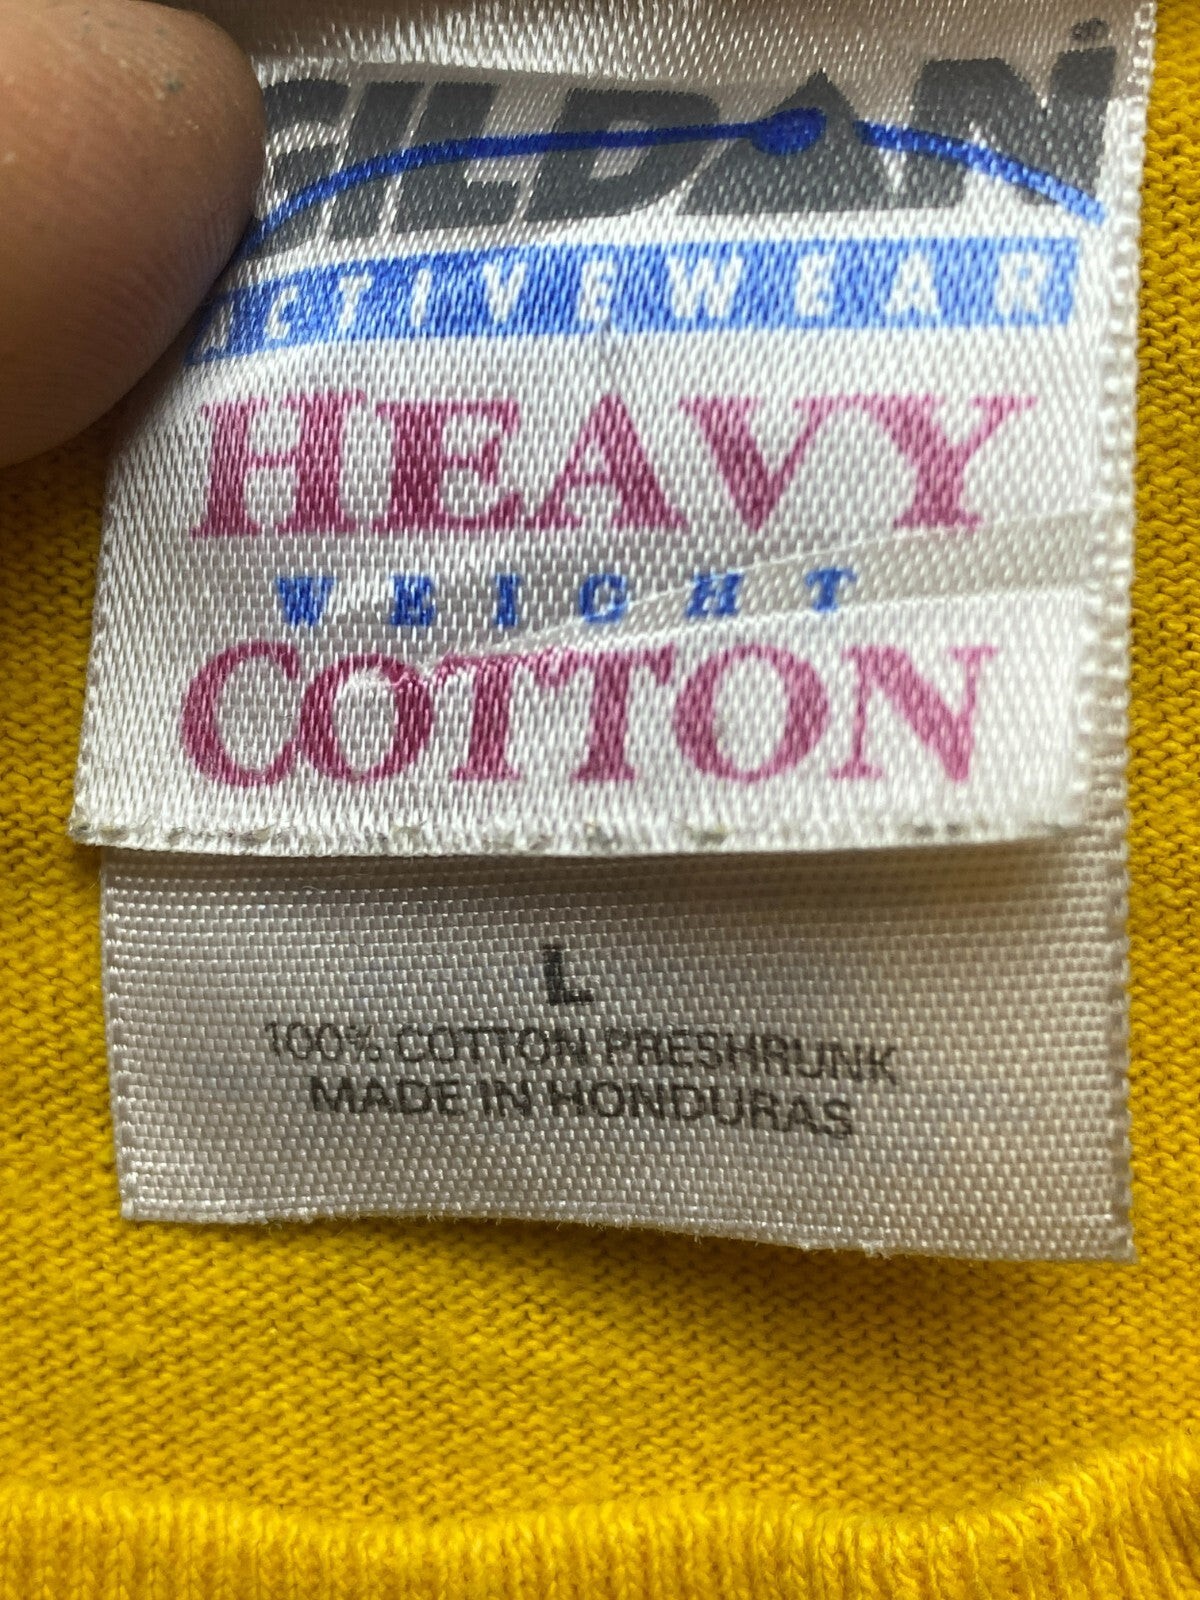 GILDAN
ACTIVEWEAR
HEAVY
WEIGHT
COTTON
L
100% COTTON PRESHRUNK
MADE IN HONDURAS